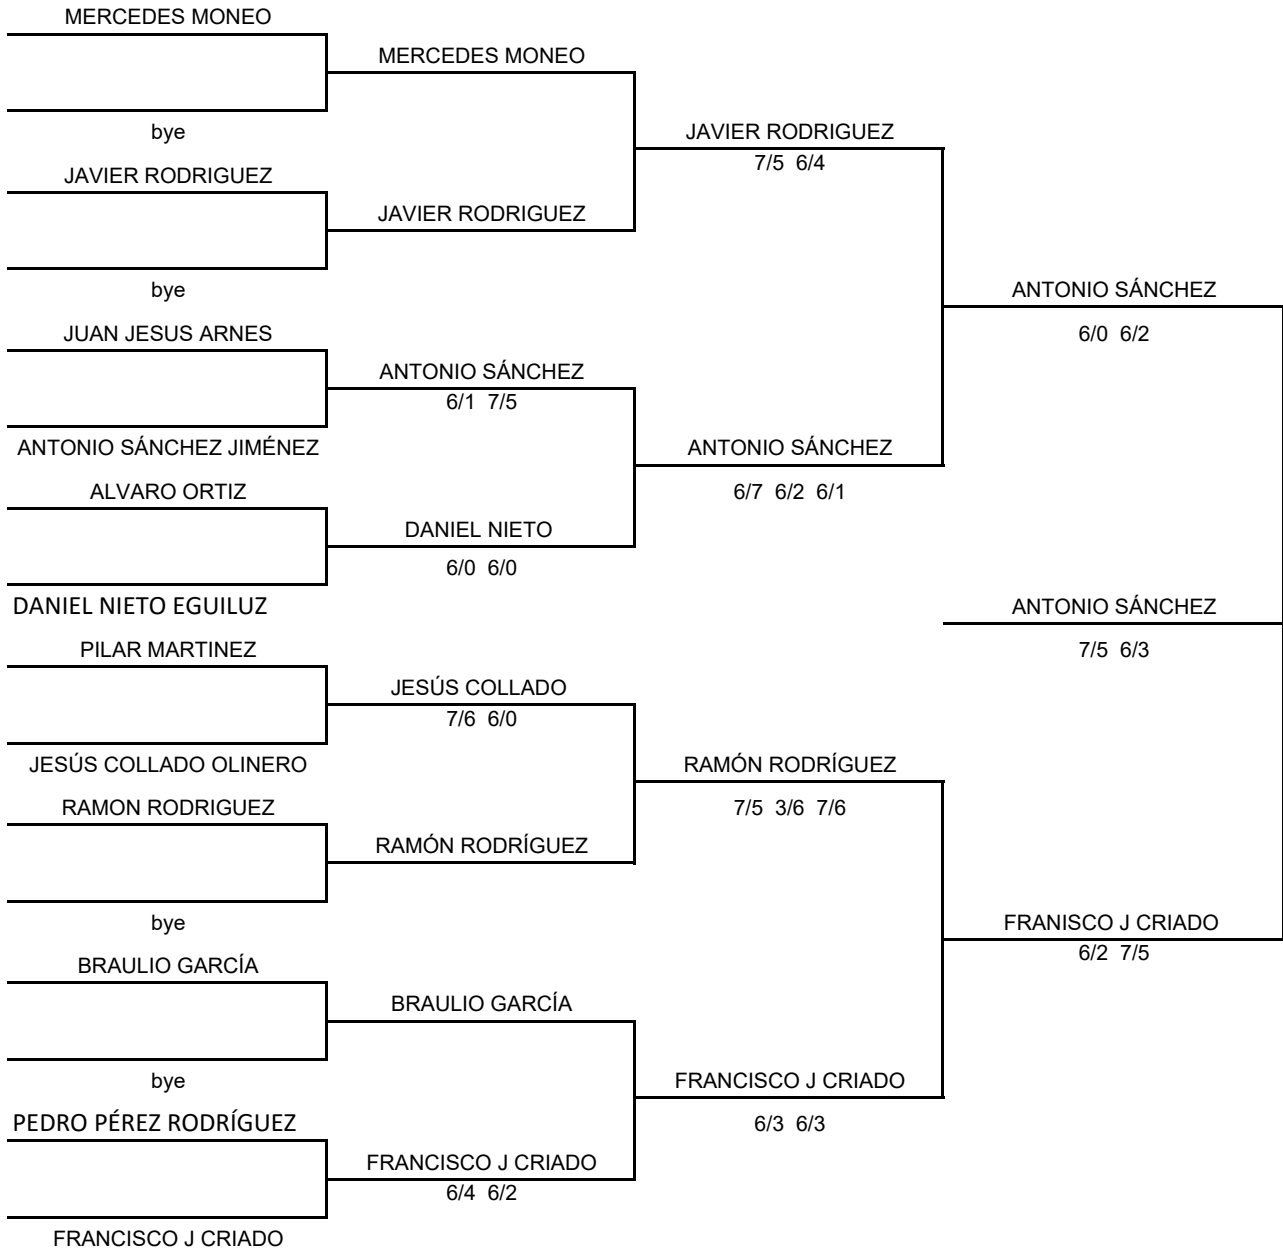 MERCEDES MONEO
MERCEDES MONEO
bye
JAVIER RODRIGUEZ
7/5 6/4
JAVIER RODRIGUEZ
JAVIER RODRIGUEZ
bye
ANTONIO SÁNCHEZ
6/0 6/2
JUAN JESUS ARNES
ANTONIO SÁNCHEZ
6/1 7/5
ANTONIO SÁNCHEZ JIMÉNEZ
ANTONIO SÁNCHEZ
6/7 6/2 6/1
ALVARO ORTIZ
DANIEL NIETO
6/0 6/0
DANIEL NIETO EGUILUZ
ANTONIO SÁNCHEZ
7/5 6/3
PILAR MARTINEZ
JESÚS COLLADO
7/6 6/0
JESÚS COLLADO OLINERO
RAMÓN RODRÍGUEZ
7/5 3/6 7/6
RAMON RODRIGUEZ
RAMÓN RODRÍGUEZ
bye
FRANISCO J CRIADO
6/2 7/5
BRAULIO GARCÍA
BRAULIO GARCÍA
bye
FRANCISCO J CRIADO
6/3 6/3
PEDRO PÉREZ RODRÍGUEZ
FRANCISCO J CRIADO
6/4 6/2
FRANCISCO J CRIADO